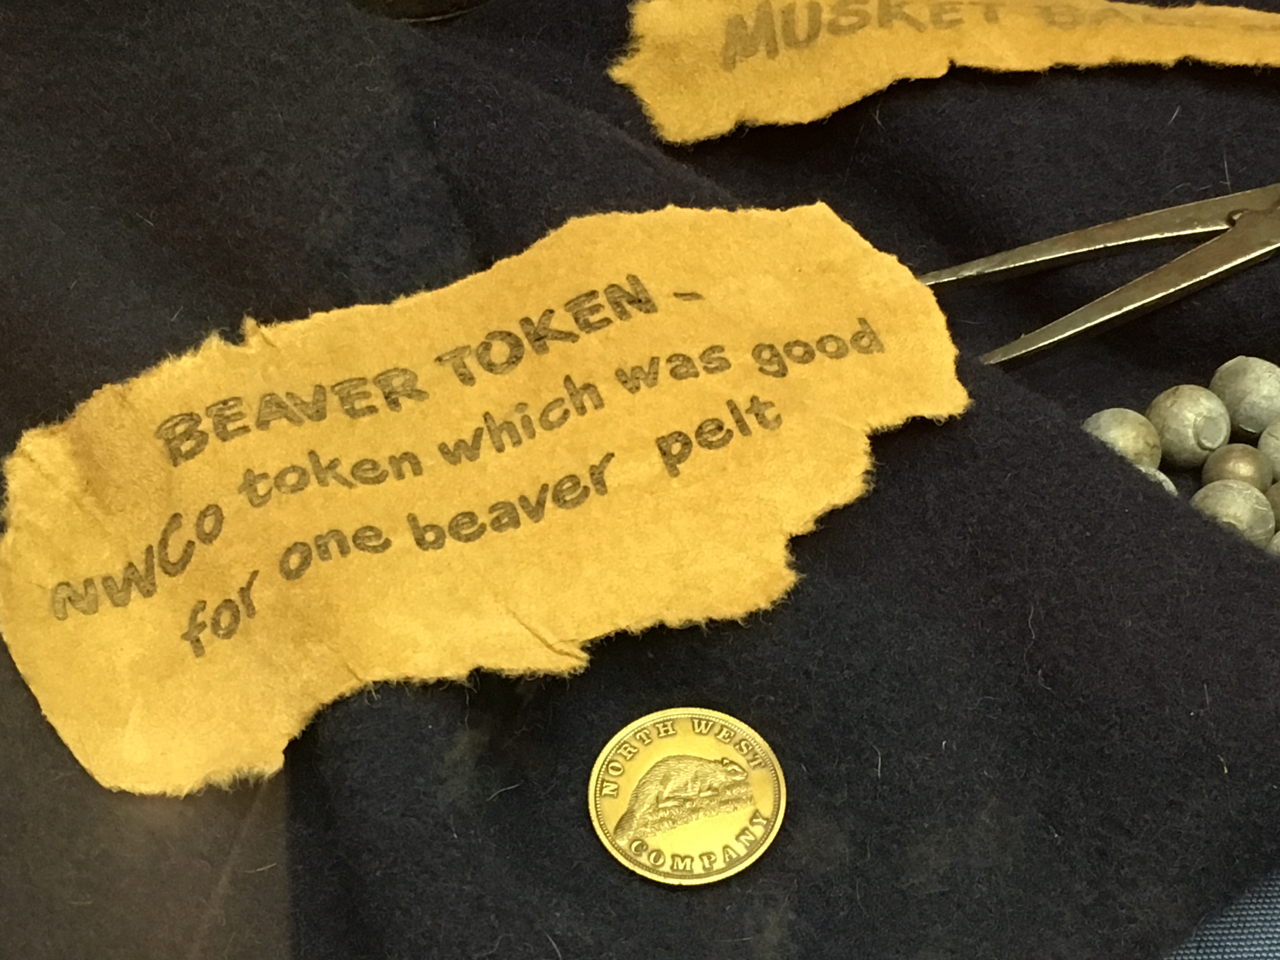 MUSKET
BEAVER TOKEN -
NWCo token which was good
for one beaver pelt
NORTH WEST
COMPANY